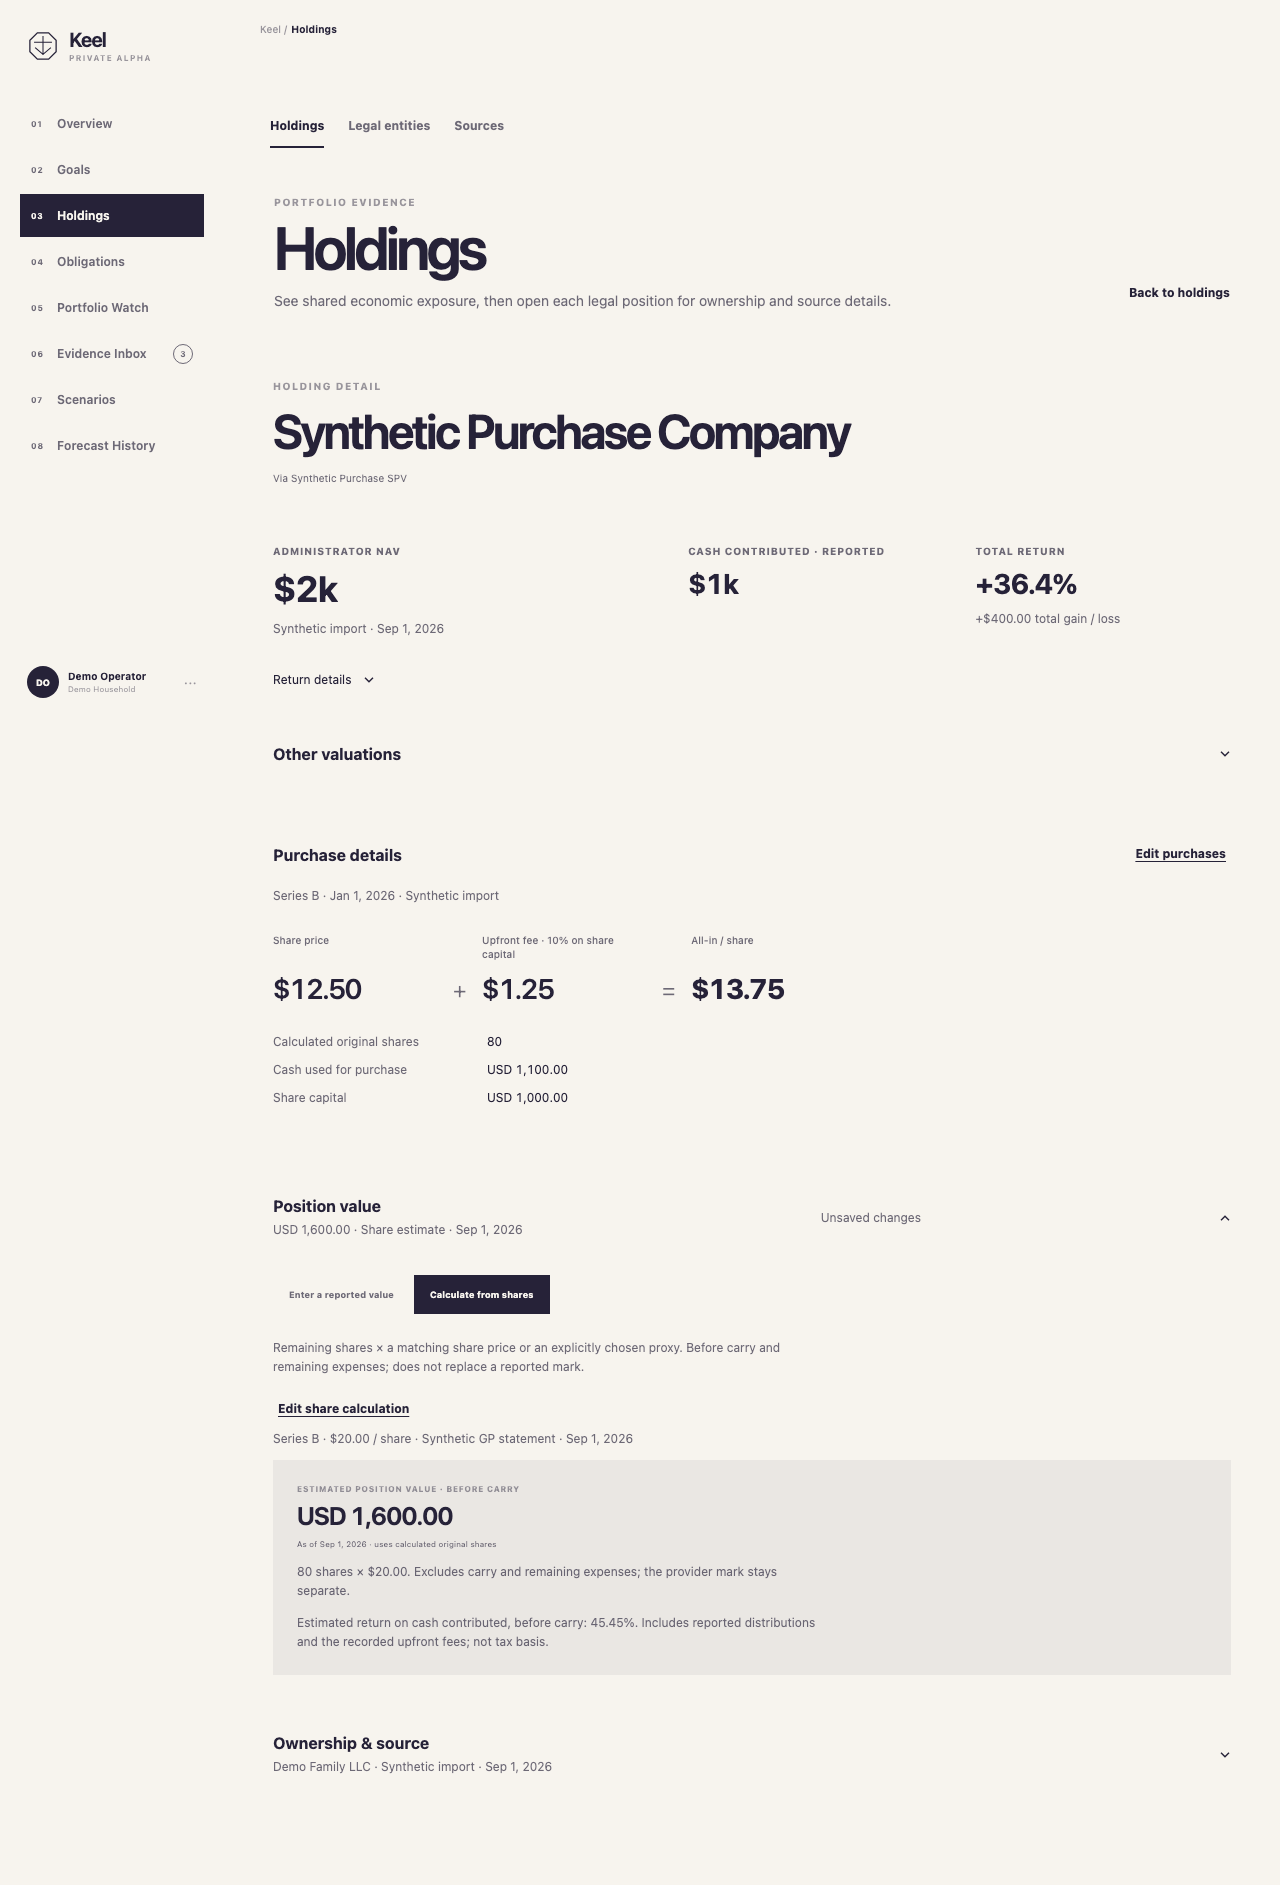 Keel
PRIVATE ALPHA
Keel / Holdings
01 Overview
02 Goals
03 Holdings
04 Obligations
05 Portfolio Watch
06 Evidence Inbox 3
07 Scenarios
08 Forecast History
DO Demo Operator ...
Demo Household
Holdings Legal entities Sources
PORTFOLIO EVIDENCE
Holdings
See shared economic exposure, then open each legal position for ownership and source details.
Back to holdings
HOLDING DETAIL
Synthetic Purchase Company
Via Synthetic Purchase SPV
ADMINISTRATOR NAV
$2k
Synthetic import · Sep 1, 2026
CASH CONTRIBUTED · REPORTED
$1k
TOTAL RETURN
+36.4%
+$400.00 total gain / loss
Return details
Other valuations
Purchase details
Edit purchases
Series B · Jan 1, 2026 · Synthetic import
Share price
$12.50
+
Upfront fee · 10% on share
capital
$1.25
=
All-in / share
$13.75
Calculated original shares 80
Cash used for purchase USD 1,100.00
Share capital USD 1,000.00
Position value
USD 1,600.00 · Share estimate · Sep 1, 2026
Unsaved changes
Enter a reported value Calculate from shares
Remaining shares × a matching share price or an explicitly chosen proxy. Before carry and
remaining expenses; does not replace a reported mark.
Edit share calculation
Series B · $20.00 / share · Synthetic GP statement · Sep 1, 2026
ESTIMATED POSITION VALUE · BEFORE CARRY
USD 1,600.00
As of Sep 1, 2026 · uses calculated original shares
80 shares × $20.00. Excludes carry and remaining expenses; the provider mark stays
separate.
Estimated return on cash contributed, before carry: 45.45%. Includes reported distributions
and the recorded upfront fees; not tax basis.
Ownership & source
Demo Family LLC · Synthetic import · Sep 1, 2026